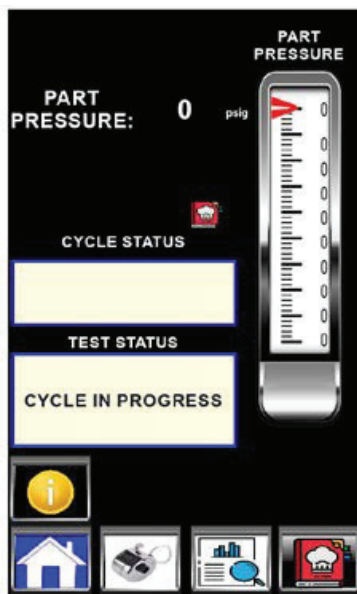 PART
PRESSURE
PART
PRESSURE:
0
psig
0
0
0
0
0
0
0
0
0
0
CYCLE STATUS
TEST STATUS
CYCLE IN PROGRESS
i